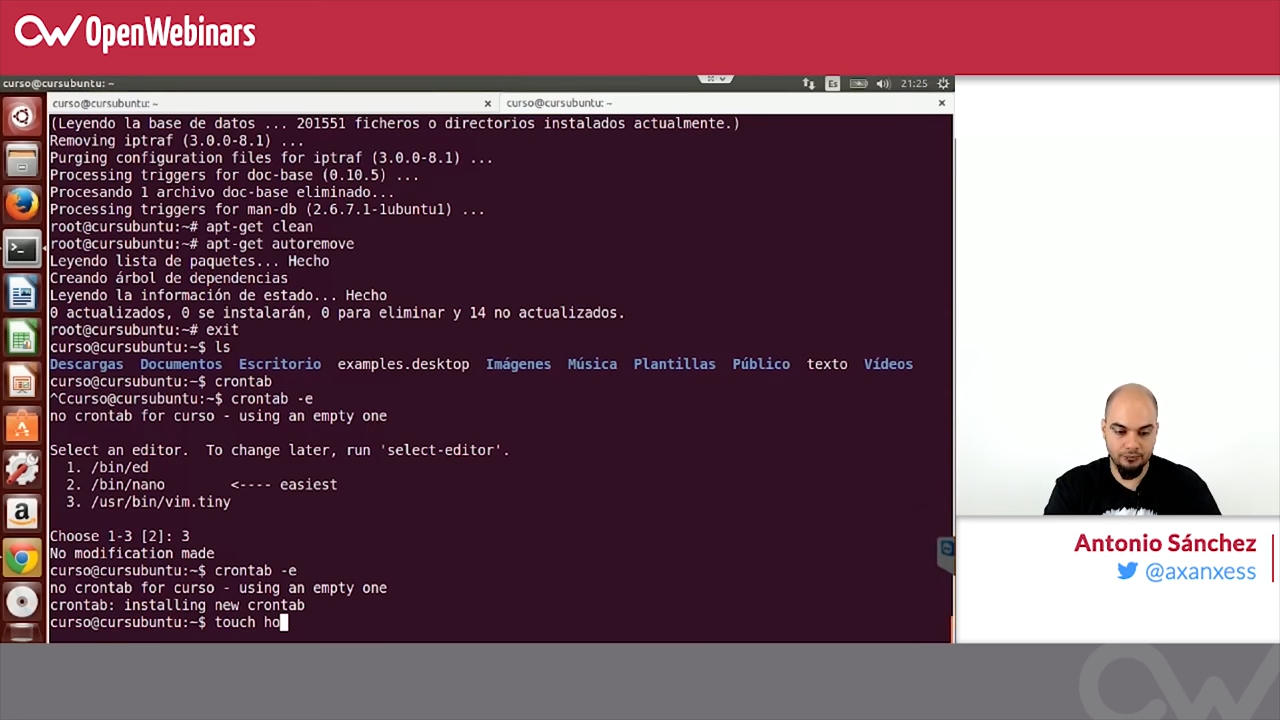 OpenWebinars
curso@cursubuntu: ~
Es
21:25
curso@cursubuntu: ~ × curso@cursubuntu: ~ ×
(Leyendo la base de datos ... 201551 ficheros o directorios instalados actualmente.)
Removing iptraf (3.0.0-8.1) ...
Purging configuration files for iptraf (3.0.0-8.1) ...
Processing triggers for doc-base (0.10.5) ...
Procesando 1 archivo doc-base eliminado...
Processing triggers for man-db (2.6.7.1-1ubuntu1) ...
root@cursubuntu:~# apt-get clean
root@cursubuntu:~# apt-get autoremove
Leyendo lista de paquetes... Hecho
Creando árbol de dependencias
Leyendo la información de estado... Hecho
0 actualizados, 0 se instalarán, 0 para eliminar y 14 no actualizados.
root@cursubuntu:~# exit
curso@cursubuntu:~$ ls
Descargas Documentos Escritorio examples.desktop Imágenes Música Plantillas Público texto Vídeos
curso@cursubuntu:~$ crontab
^Ccurso@cursubuntu:~$ crontab -e
no crontab for curso - using an empty one
Select an editor. To change later, run 'select-editor'.
1. /bin/ed
2. /bin/nano <---- easiest
3. /usr/bin/vim.tiny
Choose 1-3 [2]: 3
No modification made
curso@cursubuntu:~$ crontab -e
no crontab for curso - using an empty one
crontab: installing new crontab
curso@cursubuntu:~$ touch ho
Antonio Sánchez
@axanxess